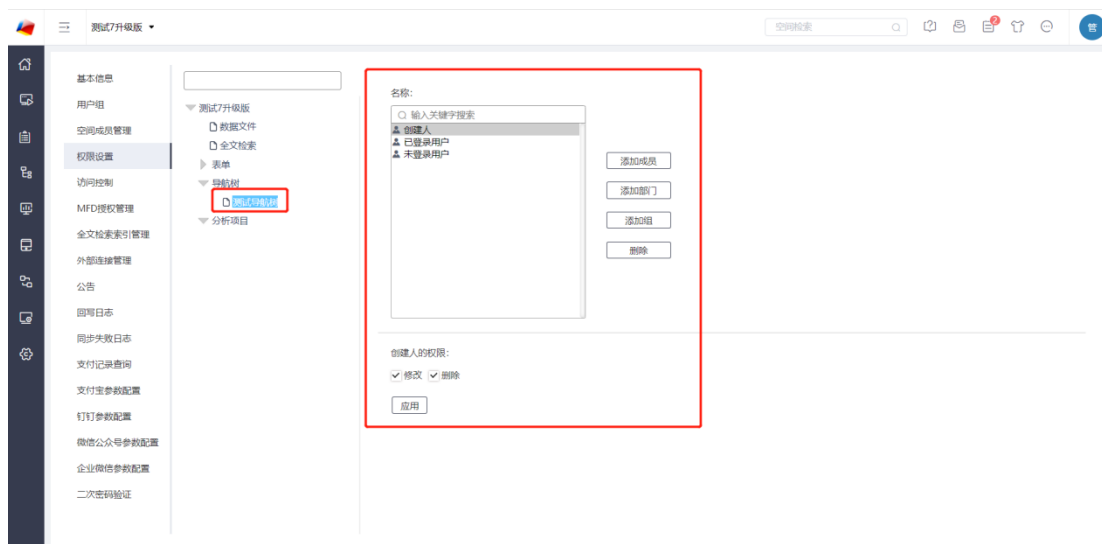 测试7升级版
空间检索
2
管
基本信息
用户组
空间成员管理
权限设置
访问控制
MFD授权管理
全文检索索引管理
外部连接管理
公告
回写日志
同步失败日志
支付记录查询
支付宝参数配置
钉钉参数配置
微信公众号参数配置
企业微信参数配置
二次密码验证
测试7升级版
数据文件
全文检索
表单
导航树
测试导航树
分析项目
名称:
输入关键字搜索
创建人
已登录用户
未登录用户
添加成员
添加部门
添加组
删除
创建人的权限:
修改 删除
应用